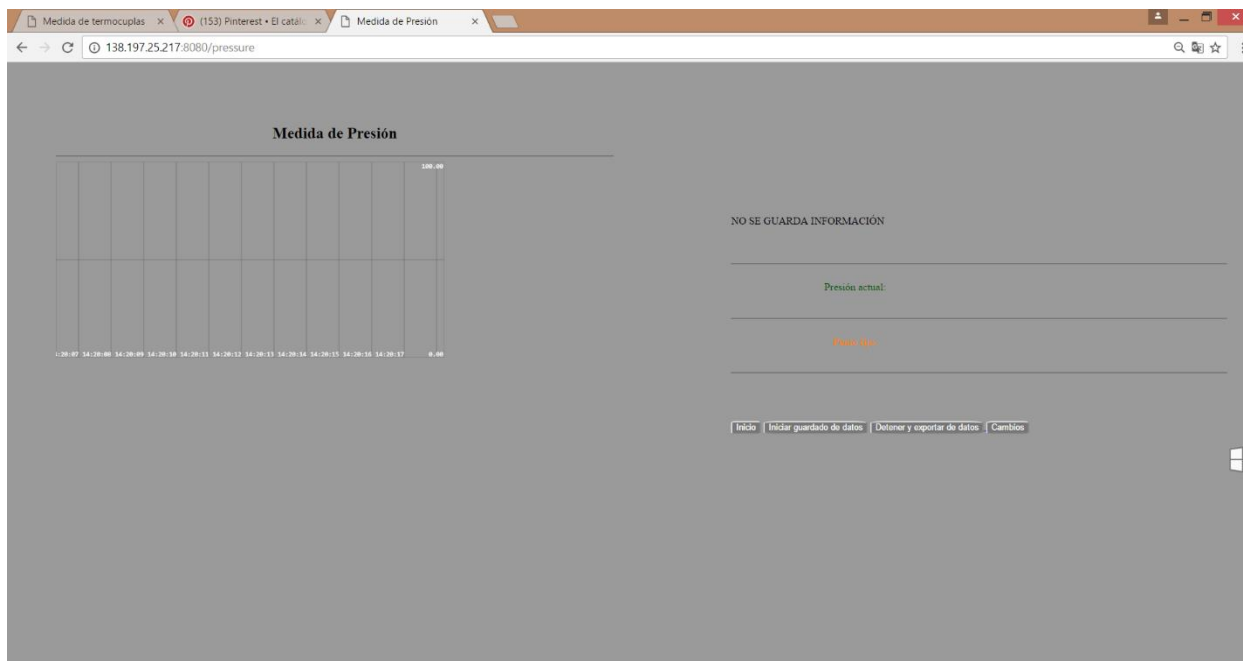 Medida de termocuplas
(153) Pinterest • El catálo
Medida de Presión
138.197.25.217:8080/pressure
Medida de Presión
100.00
NO SE GUARDA INFORMACIÓN
Presión actual:
:20:07 14:20:08 14:20:09 14:20:10 14:20:11 14:20:12 14:20:13 14:20:14 14:20:15 14:20:16 14:20:17 0.00
Inicio Iniciar guardado de datos Detener y exportar de datos Cambios